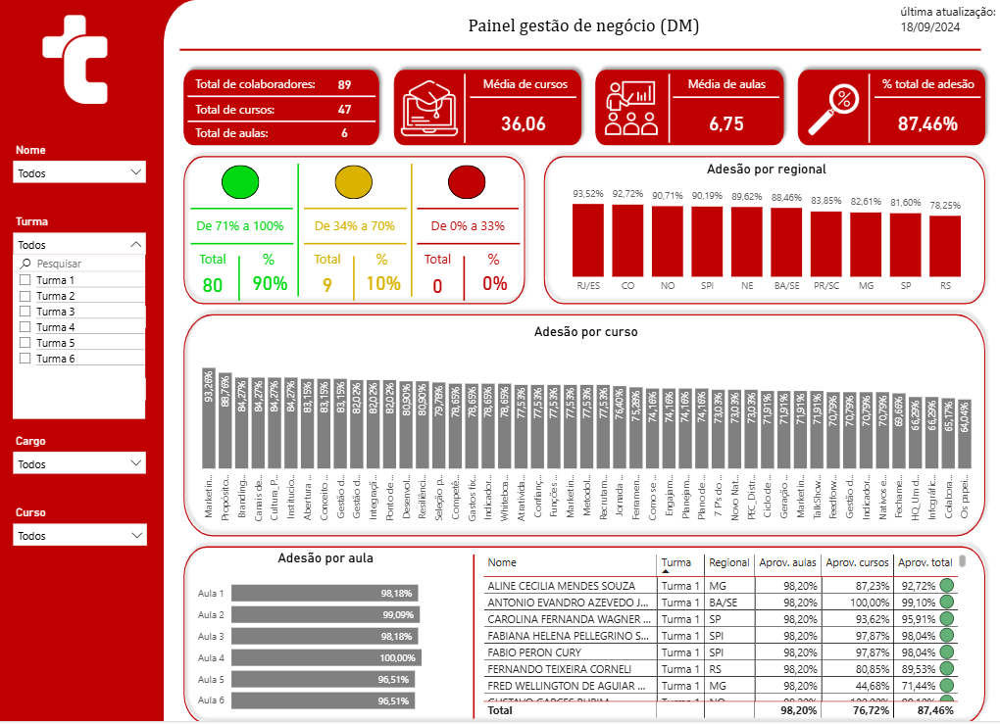 última atualização:
Painel gestão de negócio (DM)
18/09/2024
Total de colaboradores: 89
Total de cursos: 47
Total de aulas: 6
Média de cursos
36,06
Média de aulas
6,75
% total de adesão
87,46%
Nome
Todos
Turma
Todos
Pesquisar
Turma 1
Turma 2
Turma 3
Turma 4
Turma 5
Turma 6
Cargo
Todos
Curso
Todos
De 71% a 100%
Total %
80 90%
De 34% a 70%
Total %
9 10%
De 0% a 33%
Total %
0 0%
Adesão por regional
93,52% 92,72% 90,71% 90,19% 89,62% 88,46% 83,85% 82,61% 81,60% 78,25%
RJ/ES CO NO SPI NE BA/SE PR/SC MG SP RS
Adesão por curso
93,26% 88,76% 84,27% 84,27% 84,27% 84,27% 83,15% 83,15% 83,15% 82,02% 82,02% 82,02% 80,90% 80,90% 79,78% 78,65% 78,65% 78,65% 78,65% 77,53% 77,53% 77,53% 77,53% 77,53% 77,53% 76,40% 75,28% 74,16% 74,16% 74,16% 74,16% 73,03% 73,03% 73,03% 71,91% 71,91% 71,91% 71,91% 70,79% 70,79% 70,79% 70,79% 69,66% 66,29% 66,29% 65,17% 64,04%
Marketin... Propósito... Branding... Canais de... Cultura_P... Institucio... Abertura ... Conceito ... Gestão d... Gestão d... Integraçã... Ponto de ... Desenvol... Resiliênci... Seleção p... Competê... Gastos fix... Indicador... Whiteboa... Atrativida... Confianç... Funções ... Marketin... Metodol... Recrutam... Jornada ... Ferramen... Como se ... Engajam... Planejam... Plano de ... 7 P's do ... Novo Nat... PEC_Distr... Ciclo de ... Geração ... Marketin... TalkShow... Feedforw... Gestão d... Indicador... Nativos e... Fechame... HQ_Um d... Infográfic... Colabora... Os papei...
Adesão por aula
Aula 1 98,18%
Aula 2 99,09%
Aula 3 98,18%
Aula 4 100,00%
Aula 5 96,51%
Aula 6 96,51%
Nome Turma Regional Aprov. aulas Aprov. cursos Aprov. total
ALINE CECILIA MENDES SOUZA Turma 1 MG 98,20% 87,23% 92,72%
ANTONIO EVANDRO AZEVEDO J... Turma 1 BA/SE 98,20% 100,00% 99,10%
CAROLINA FERNANDA WAGNER ... Turma 1 SP 98,20% 93,62% 95,91%
FABIANA HELENA PELLEGRINO S... Turma 1 SPI 98,20% 97,87% 98,04%
FABIO PERON CURY Turma 1 SPI 98,20% 97,87% 98,04%
FERNANDO TEIXEIRA CORNELI Turma 1 RS 98,20% 80,85% 89,53%
FRED WELLINGTON DE AGUIAR ... Turma 1 MG 98,20% 44,68% 71,44%
Total 98,20% 76,72% 87,46%